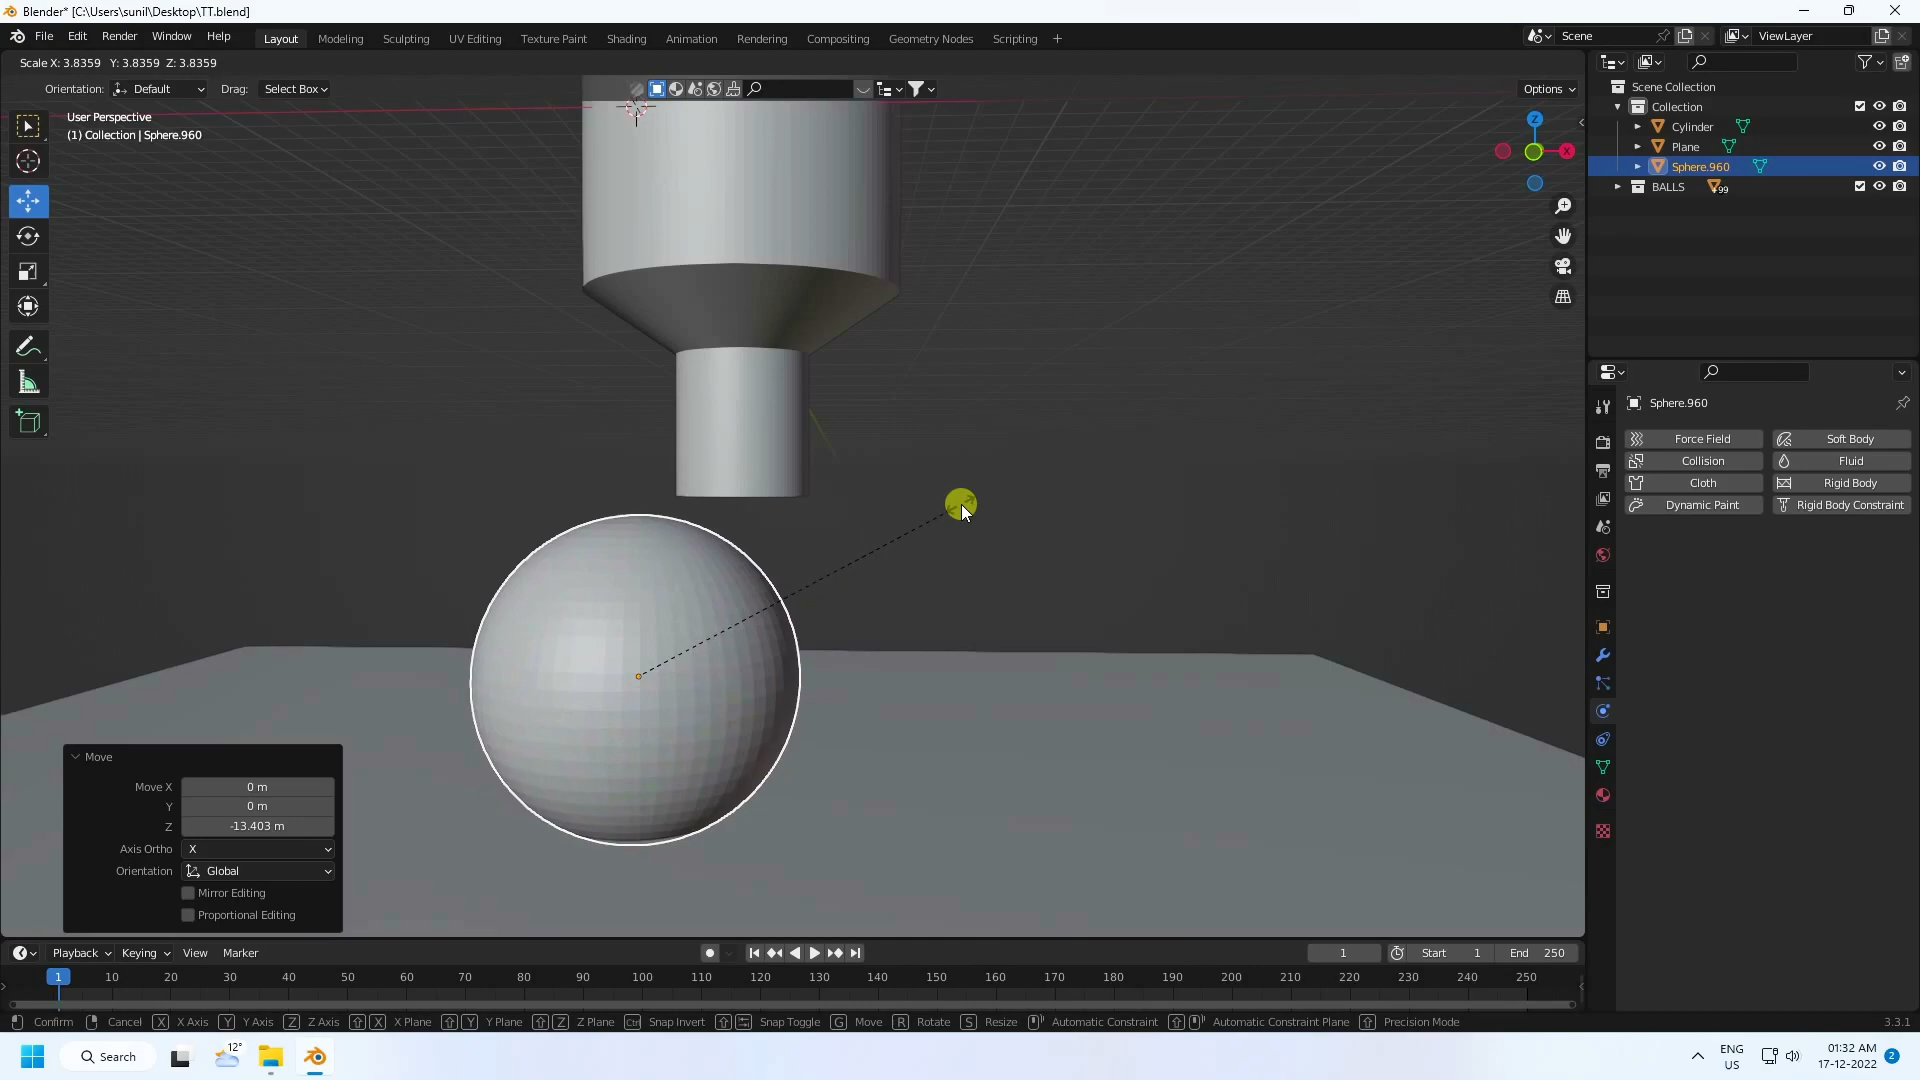 Blender* [C:\Users\sunil\Desktop\TT.blend]
File Edit Render Window Help Layout Modeling Sculpting UV Editing Texture Paint Shading Animation Rendering Compositing Geometry Nodes Scripting + Scene ViewLayer
Scale X: 3.8359 Y: 3.8359 Z: 3.8359
Orientation: Default Drag: Select Box Options
User Perspective
(1) Collection | Sphere.960
Z
X
Scene Collection
Collection
Cylinder
Plane
Sphere.960
BALLS 99
Sphere.960
Force Field Soft Body
Collision Fluid
Cloth Rigid Body
Dynamic Paint Rigid Body Constraint
Move
Move X 0 m
Y 0 m
Z -13.403 m
Axis Ortho X
Orientation Global
Mirror Editing
Proportional Editing
Playback Keying View Marker 1 Start 1 End 250
1 10 20 30 40 50 60 70 80 90 100 110 120 130 140 150 160 170 180 190 200 210 220 230 240 250
Confirm Cancel X X Axis Y Y Axis Z Z Axis X X Plane Y Y Plane Z Z Plane Ctrl Snap Invert Snap Toggle G Move R Rotate S Resize Automatic Constraint Automatic Constraint Plane Precision Mode 3.3.1
Search 12° ENG US 01:32 AM 17-12-2022 2